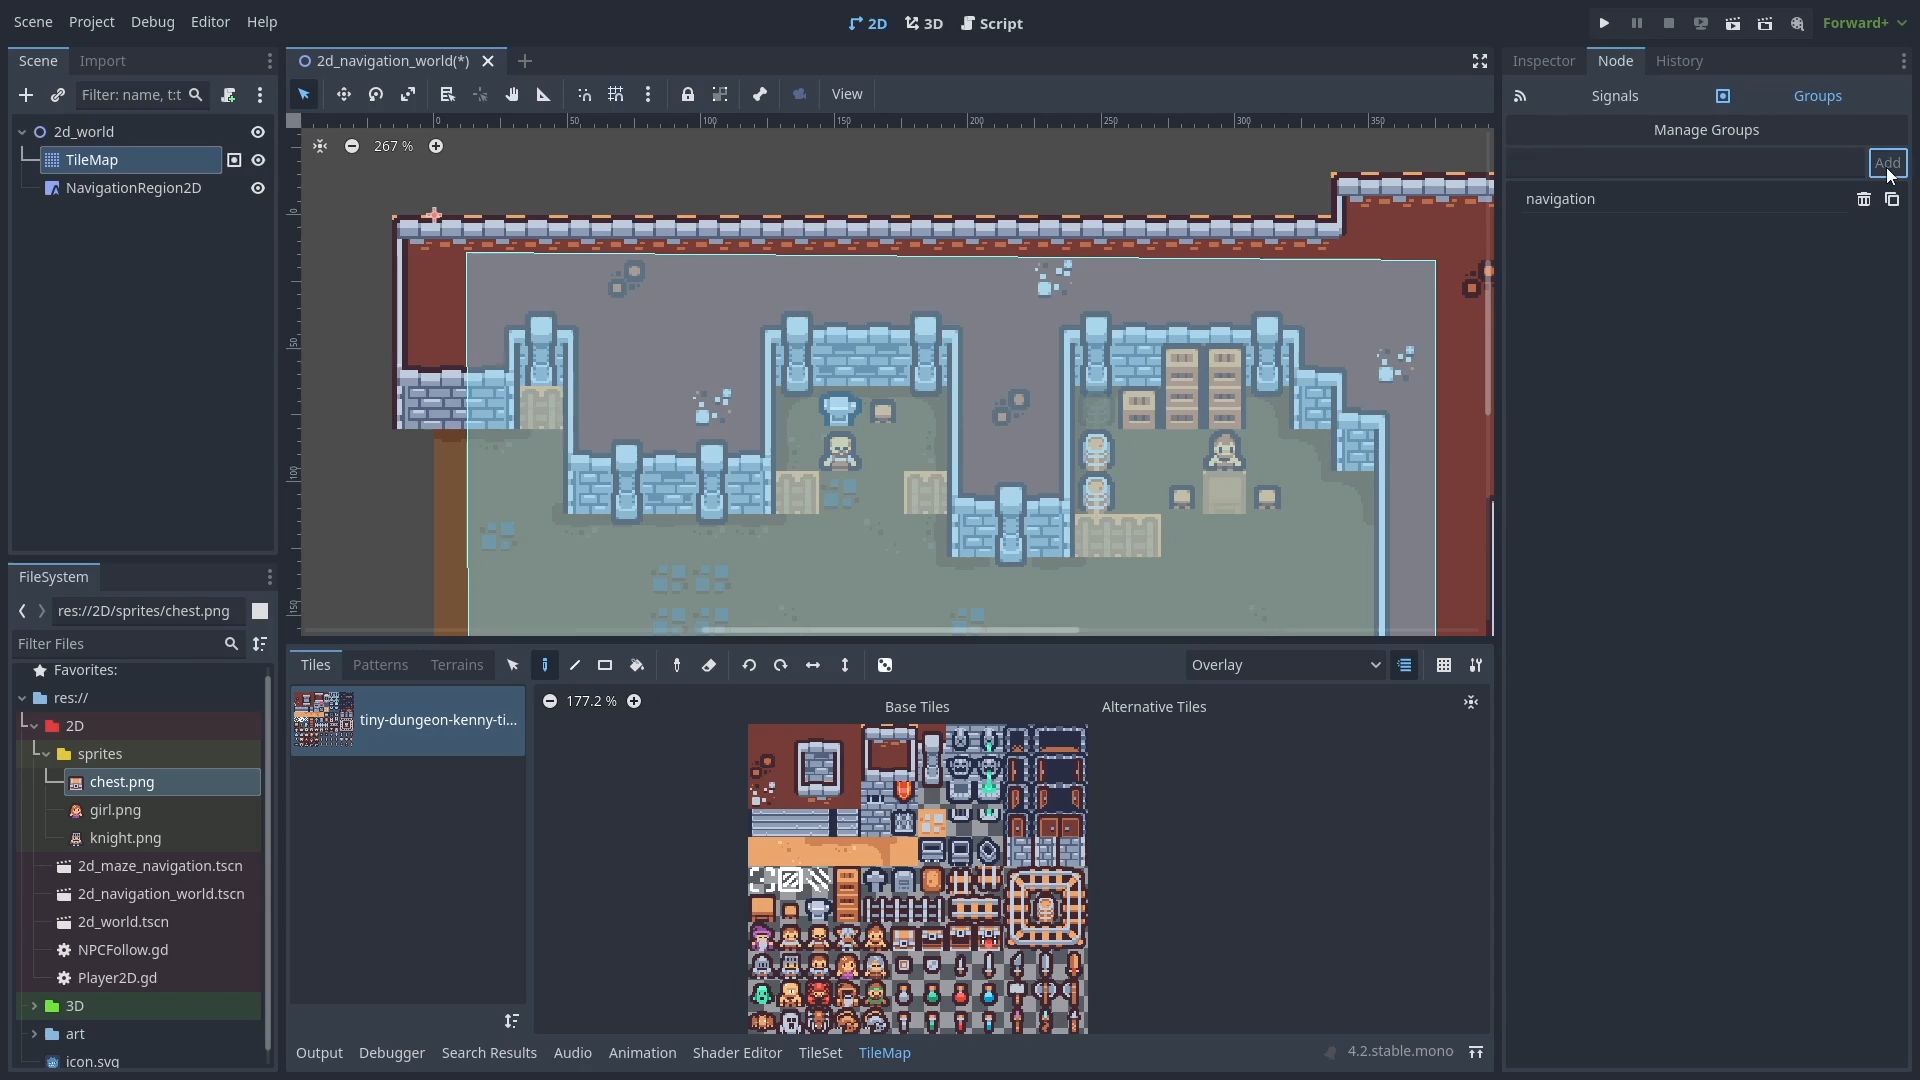 Scene Project Debug Editor Help
2D 3D Script
Forward+
Scene Import
2d_navigation_world(*)
Inspector Node History
Filter: name, t:t
View
Signals Groups
Manage Groups
Add
navigation
2d_world
TileMap
NavigationRegion2D
0 50 100 150 200 250 300 350
267 %
0
50
100
150
FileSystem
res://2D/sprites/chest.png
Filter Files
Favorites:
res://
2D
sprites
chest.png
girl.png
knight.png
2d_maze_navigation.tscn
2d_navigation_world.tscn
2d_world.tscn
NPCFollow.gd
Player2D.gd
3D
art
icon.svg
Tiles Patterns Terrains
Overlay
tiny-dungeon-kenny-ti...
177.2 %
Base Tiles
Alternative Tiles
Output Debugger Search Results Audio Animation Shader Editor TileSet TileMap
4.2.stable.mono